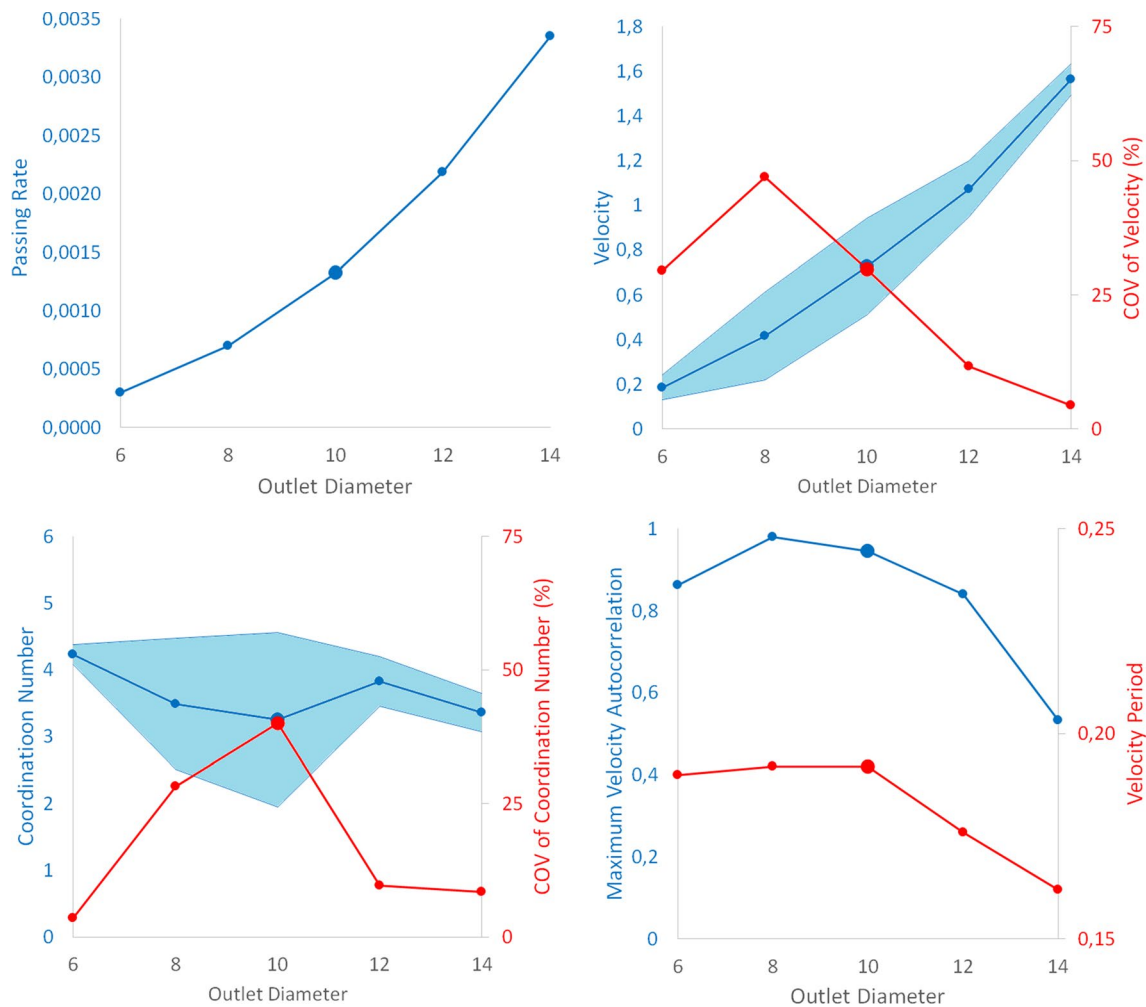 0,0035
0,0030
0,0025
0,0020
0,0015
0,0010
0,0005
0,0000
Passing Rate
6 8 10 12 14
Outlet Diameter
1,8
1,6
1,4
1,2
1
0,8
0,6
0,4
0,2
0
Velocity
75
50
25
0
COV of Velocity (%)
6 8 10 12 14
Outlet Diameter
6
5
4
3
2
1
0
Coordinatioon Number
75
50
25
0
COV of Coordination Number (%)
6 8 10 12 14
Outlet Diameter
1
0,8
0,6
0,4
0,2
0
Maximum Velocity Autocorrelation
0,25
0,20
0,15
Velocity Period
6 8 10 12 14
Outlet Diameter